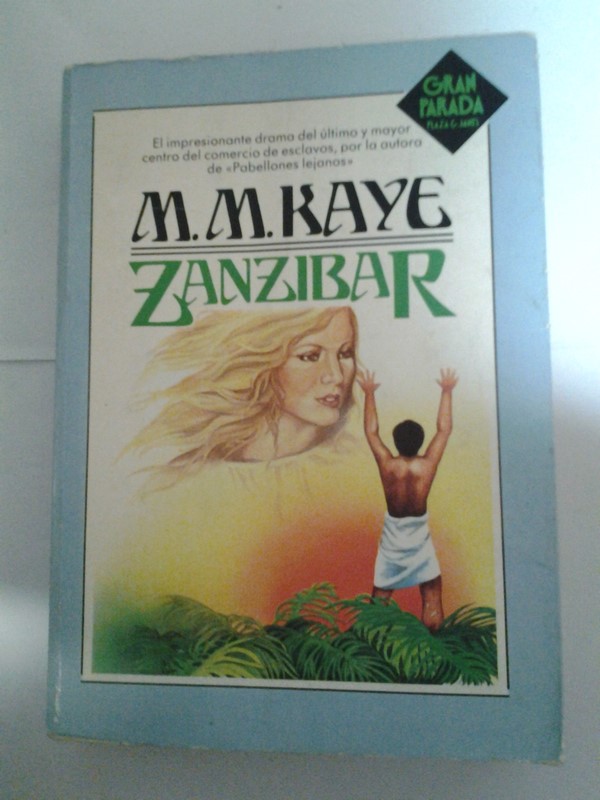 GRAN
PARADA
PLAZA & JANES
El impresionante drama del último y mayor
centro del comercio de esclavos, por la autora
de «Pabellones lejanos»
M.M.KAYE
ZANZIBAR